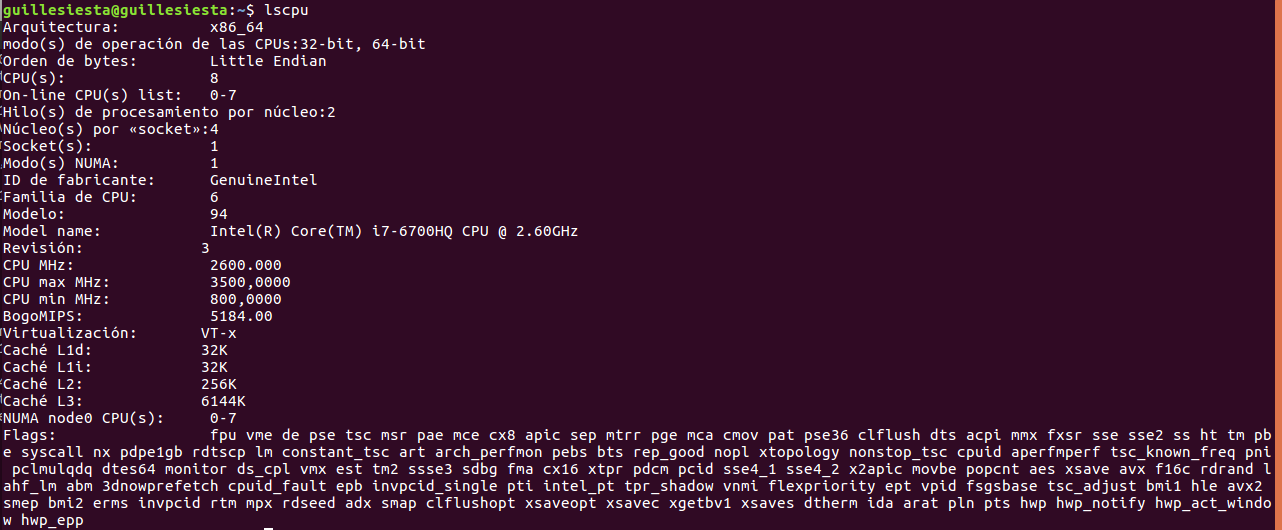 guillesiesta@guillesiesta:~$ lscpu
Arquitectura: x86_64
modo(s) de operación de las CPUs:32-bit, 64-bit
Orden de bytes: Little Endian
CPU(s): 8
On-line CPU(s) list: 0-7
Hilo(s) de procesamiento por núcleo:2
Núcleo(s) por «socket»:4
Socket(s): 1
Modo(s) NUMA: 1
ID de fabricante: GenuineIntel
Familia de CPU: 6
Modelo: 94
Model name: Intel(R) Core(TM) i7-6700HQ CPU @ 2.60GHz
Revisión: 3
CPU MHz: 2600.000
CPU max MHz: 3500,0000
CPU min MHz: 800,0000
BogoMIPS: 5184.00
Virtualización: VT-x
Caché L1d: 32K
Caché L1i: 32K
Caché L2: 256K
Caché L3: 6144K
NUMA node0 CPU(s): 0-7
Flags: fpu vme de pse tsc msr pae mce cx8 apic sep mtrr pge mca cmov pat pse36 clflush dts acpi mmx fxsr sse sse2 ss ht tm pb
e syscall nx pdpe1gb rdtscp lm constant_tsc art arch_perfmon pebs bts rep_good nopl xtopology nonstop_tsc cpuid aperfmperf tsc_known_freq pni
pclmulqdq dtes64 monitor ds_cpl vmx est tm2 ssse3 sdbg fma cx16 xtpr pdcm pcid sse4_1 sse4_2 x2apic movbe popcnt aes xsave avx f16c rdrand l
ahf_lm abm 3dnowprefetch cpuid_fault epb invpcid_single pti intel_pt tpr_shadow vnmi flexpriority ept vpid fsgsbase tsc_adjust bmi1 hle avx2
smep bmi2 erms invpcid rtm mpx rdseed adx smap clflushopt xsaveopt xsavec xgetbv1 xsaves dtherm ida arat pln pts hwp hwp_notify hwp_act_windo
w hwp_epp